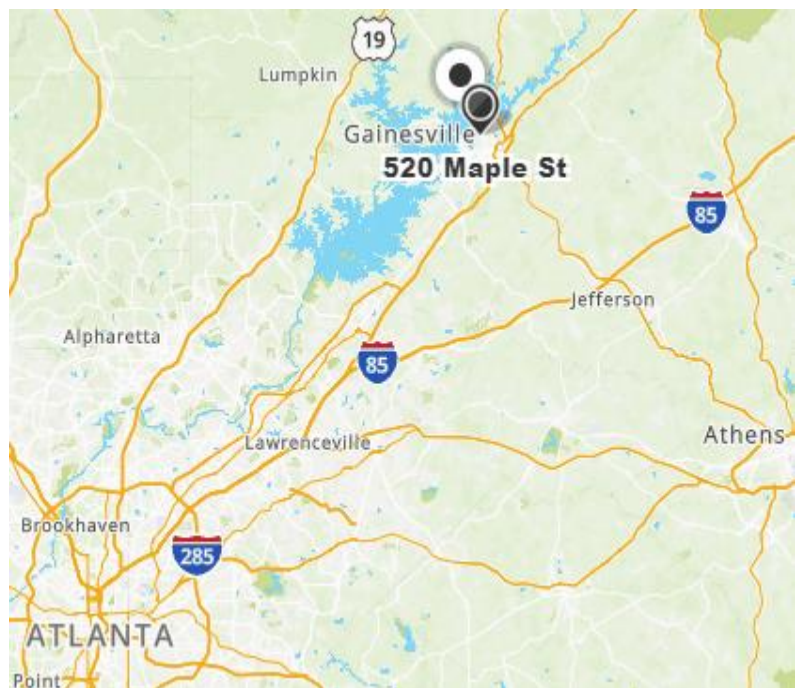 19
Lumpkin
Gainesville
520 Maple St
85
Jefferson
Alpharetta
85
Lawrenceville
Athens
Brookhaven
285
ATLANTA
Point